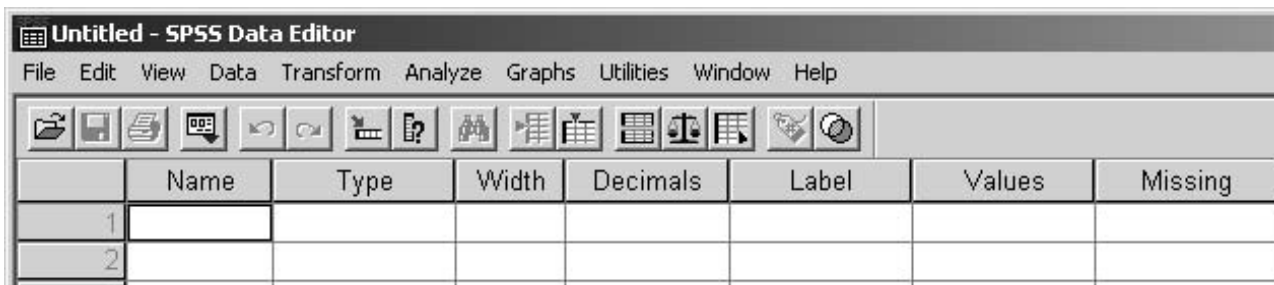 Untitled - SPSS Data Editor
File Edit View Data Transform Analyze Graphs Utilities Window Help
Name Type Width Decimals Label Values Missing
1
2